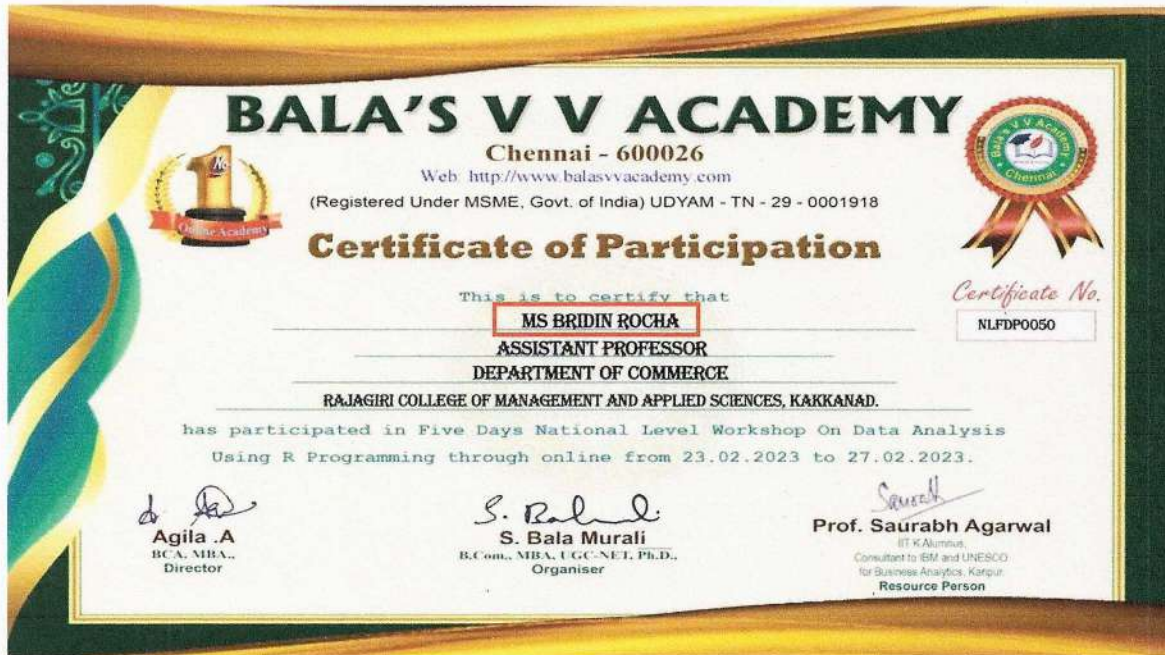 BALA'S V V ACADEMY
Chennai - 600026
Web: http://www.balasvvacademy.com
(Registered Under MSME, Govt. of India) UDYAM - TN - 29 - 0001918
No. 1
Online Academy
Bala's V V Academy
Chennai
Certificate of Participation
Certificate No.
NLFDP0050
This is to certify that
MS BRIDIN ROCHA
ASSISTANT PROFESSOR
DEPARTMENT OF COMMERCE
RAJAGIRI COLLEGE OF MANAGEMENT AND APPLIED SCIENCES, KAKKANAD.
has participated in Five Days National Level Workshop On Data Analysis
Using R Programming through online from 23.02.2023 to 27.02.2023.
Agila .A
BCA, MBA.,
Director
S. Bala Murali
B.Com., MBA, UGC-NET, Ph.D.,
Organiser
Prof. Saurabh Agarwal
IIT K Alumnus,
Consultant to IBM and UNESCO
for Business Analytics, Kanpur.
Resource Person